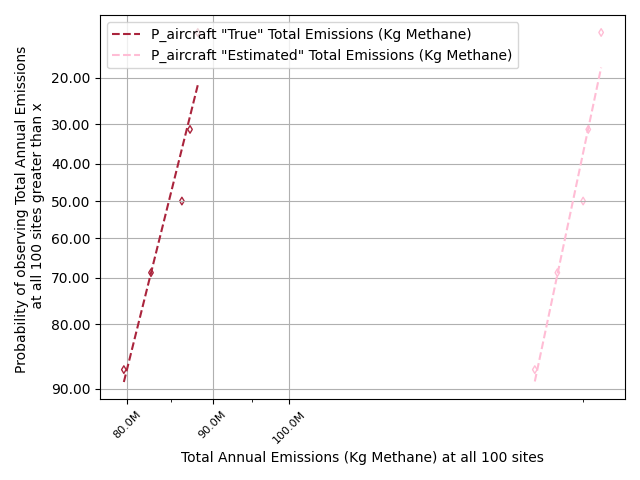 P_aircraft "True" Total Emissions (Kg Methane)
P_aircraft "Estimated" Total Emissions (Kg Methane)
Probability of observing Total Annual Emissions
at all 100 sites greater than x
20.00
30.00
40.00
50.00
60.00
70.00
80.00
90.00
80.0M
90.0M
100.0M
Total Annual Emissions (Kg Methane) at all 100 sites